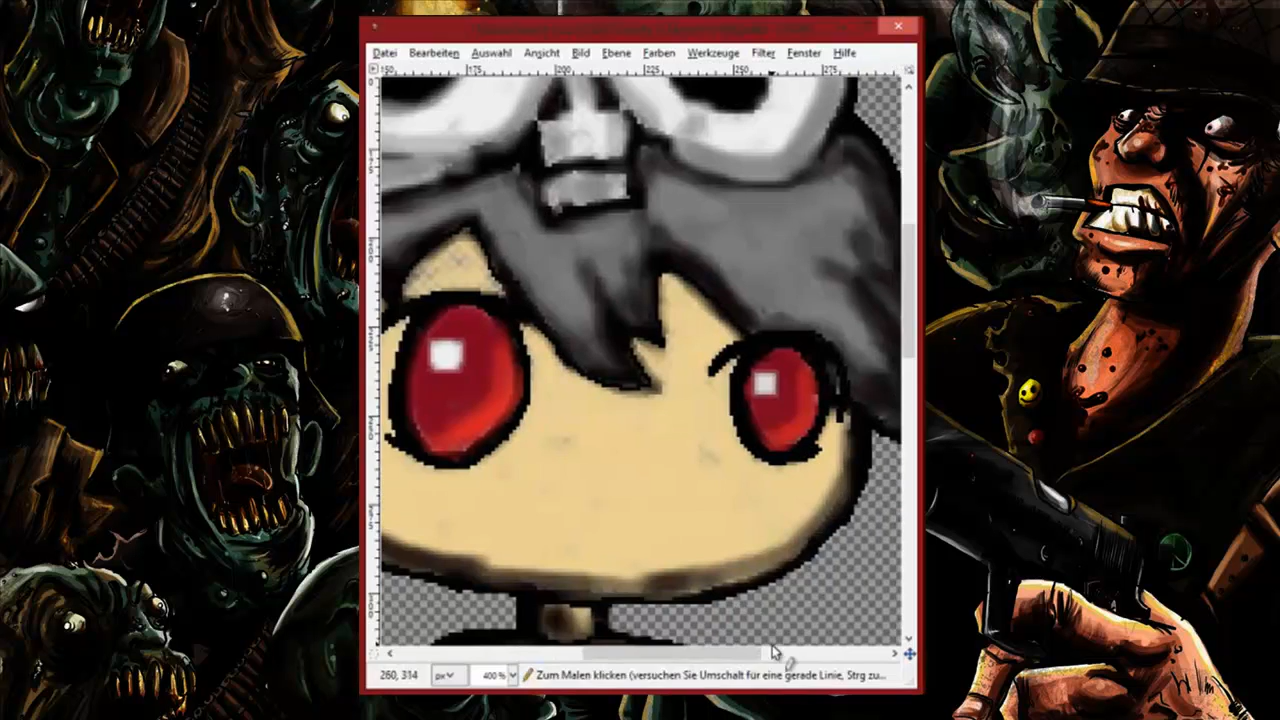 Datei Bearbeiten Auswahl Ansicht Bild Ebene Farben Werkzeuge Filter Fenster Hilfe
150 175 200 225 250 275
260, 314 px 400 % Zum Malen klicken (versuchen Sie Umschalt für eine gerade Linie, Strg zu...